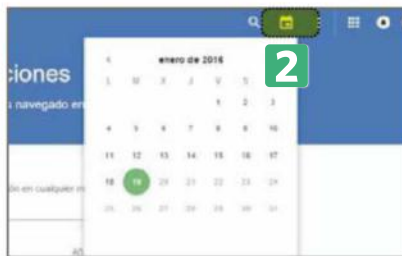 enero de 2016
ciones
2
L M X J V S
1 2 3
s navegado en
4 5 6 7 8 9 10
11 12 13 14 15 16 17
18 19 20 21 22 23 24
ón en cualquier m
25 26 27 28 29 30 31